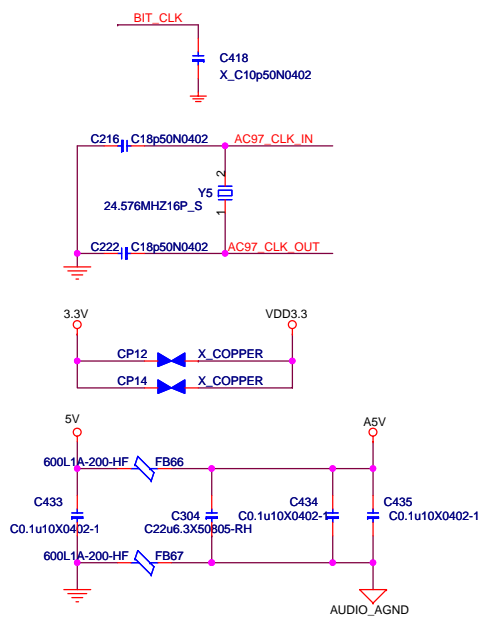 BIT_CLK
C418
X_C10p50N0402
C216 C18p50N0402 AC97_CLK_IN
2
Y5
24.576MHZ16P_S
1
C222 C18p50N0402 AC97_CLK_OUT
3.3V VDD3.3
CP12 X_COPPER
CP14 X_COPPER
5V A5V
600L1A-200-HF FB66
C433 C304 C434 C435
C0.1u10X0402-1 C22u6.3X50805-RH C0.1u10X0402-1 C0.1u10X0402-1
600L1A-200-HF FB67
AUDIO_AGND